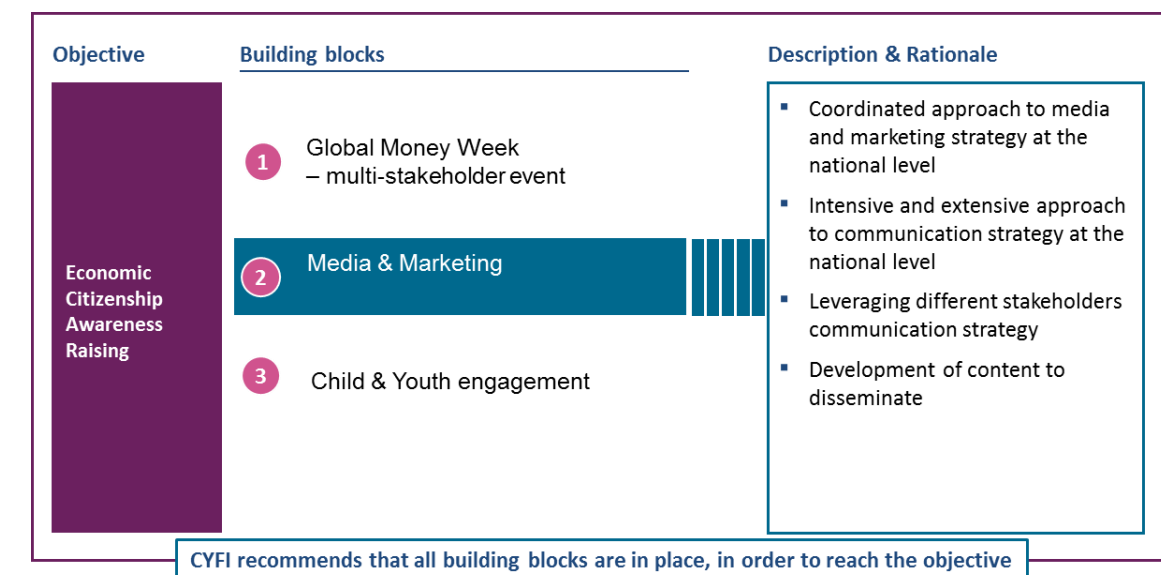 Objective
Building blocks
Description & Rationale
Economic
Citizenship
Awareness
Raising
1
Global Money Week
– multi-stakeholder event
2
Media & Marketing
3
Child & Youth engagement
▪ Coordinated approach to media
and marketing strategy at the
national level
▪ Intensive and extensive approach
to communication strategy at the
national level
▪ Leveraging different stakeholders
communication strategy
▪ Development of content to
disseminate
CYFI recommends that all building blocks are in place, in order to reach the objective